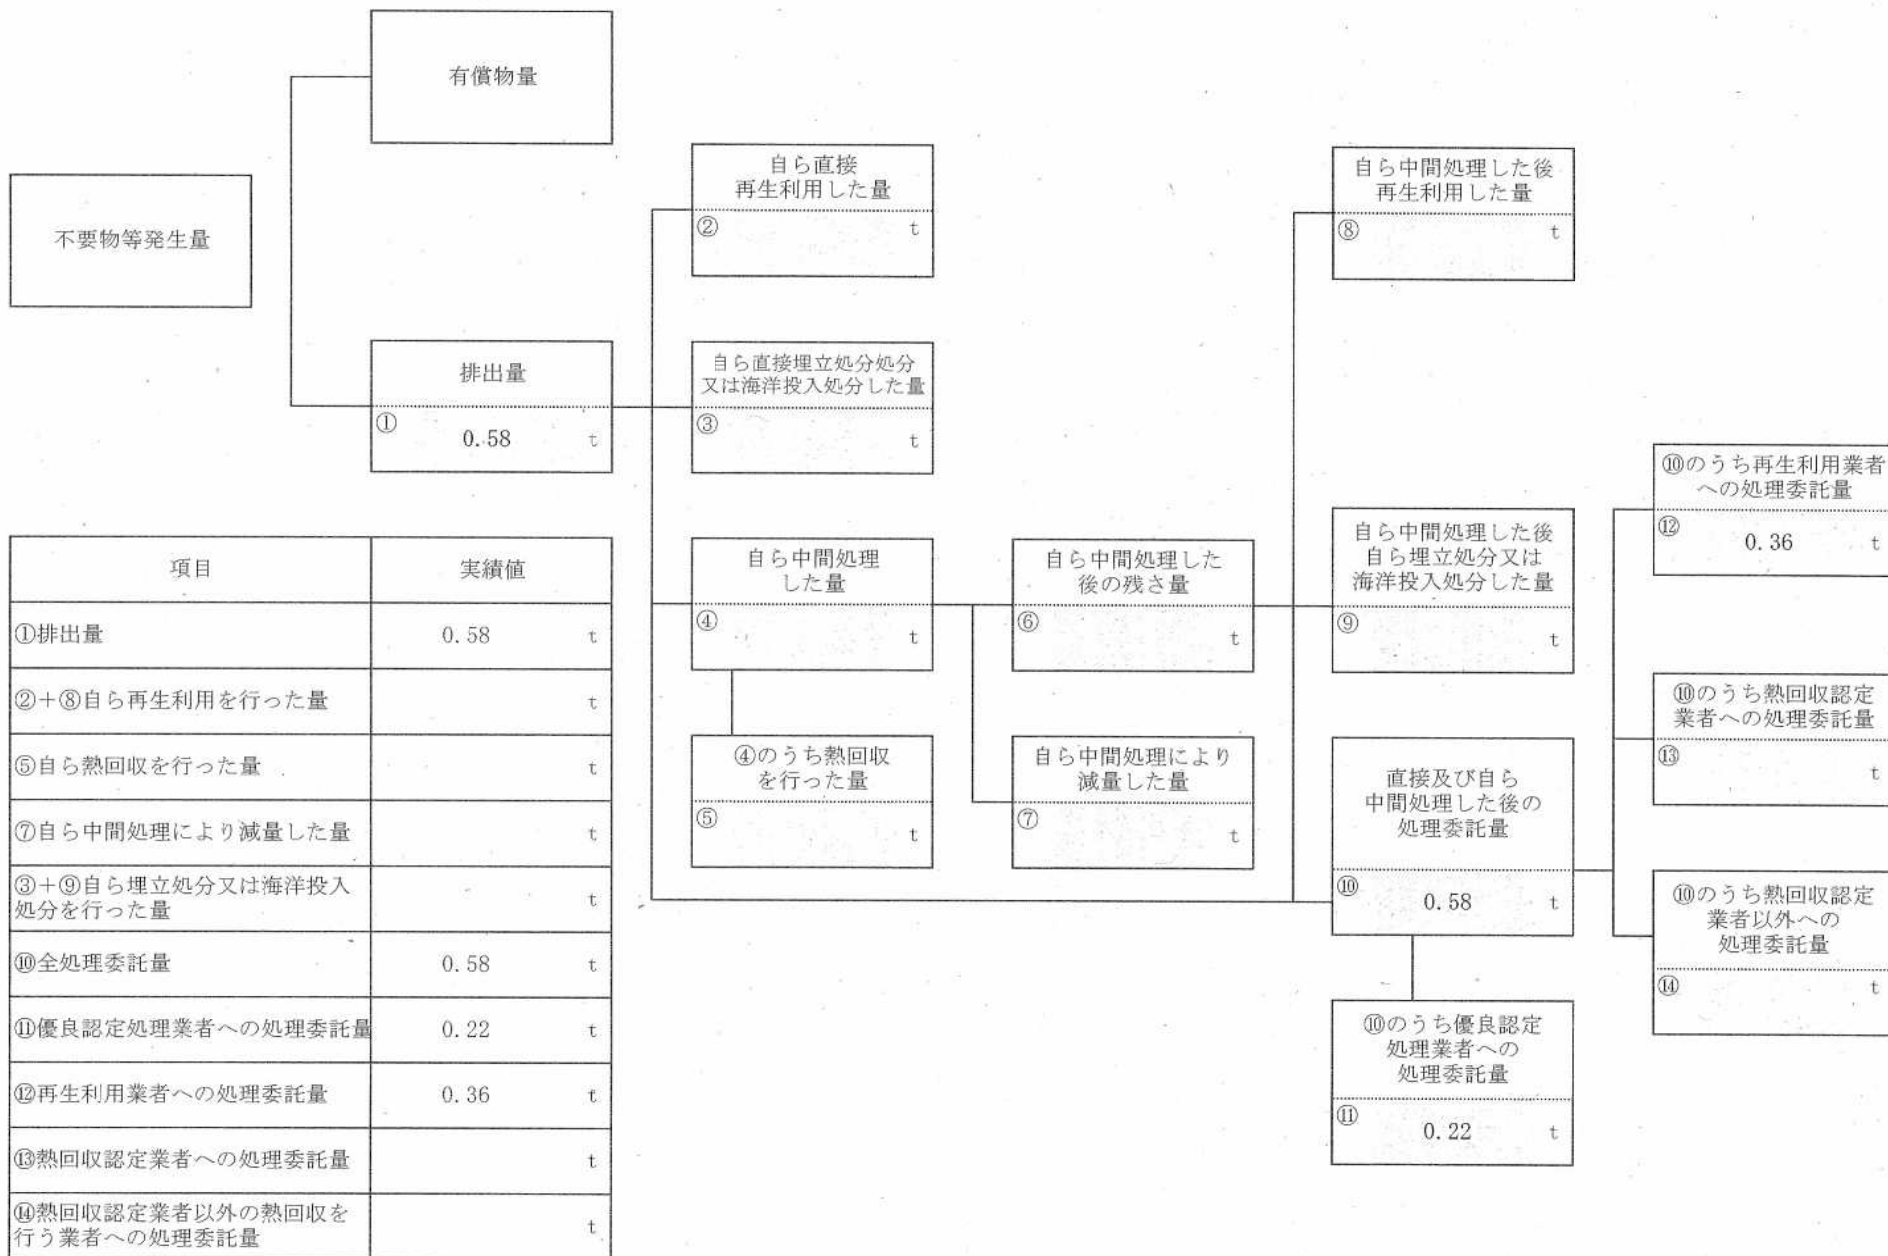 有償物量
不要物等発生量
排出量
① 0.58 t
自ら直接
再生利用した量
② t
自ら直接埋立処分処分
又は海洋投入処分した量
③ t
自ら中間処理
した量
④ t
④のうち熱回収
を行った量
⑤ t
自ら中間処理した
後の残さ量
⑥ t
自ら中間処理により
減量した量
⑦ t
自ら中間処理した後
再生利用した量
⑧ t
自ら中間処理した後
自ら埋立処分又は
海洋投入処分した量
⑨ t
直接及び自ら
中間処理した後の
処理委託量
⑩ 0.58 t
⑩のうち優良認定
処理業者への
処理委託量
⑪ 0.22 t
⑩のうち再生利用業者
への処理委託量
⑫ 0.36 t
⑩のうち熱回収認定
業者への処理委託量
⑬ t
⑩のうち熱回収認定
業者以外への
処理委託量
⑭ t
項目 実績値
①排出量 0.58 t
②+⑧自ら再生利用を行った量 t
⑤自ら熱回収を行った量 t
⑦自ら中間処理により減量した量 t
③+⑨自ら埋立処分又は海洋投入
処分を行った量 t
⑩全処理委託量 0.58 t
⑪優良認定処理業者への処理委託量 0.22 t
⑫再生利用業者への処理委託量 0.36 t
⑬熱回収認定業者への処理委託量 t
⑭熱回収認定業者以外の熱回収を
行う業者への処理委託量 t